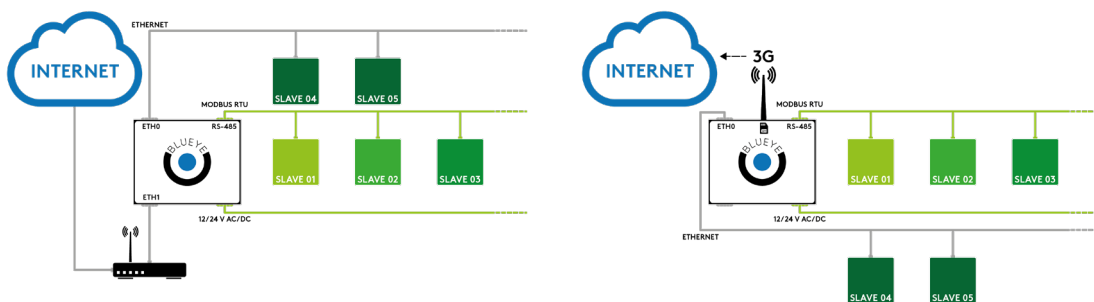 ETHERNET
INTERNET
SLAVE 04
SLAVE 05
MODBUS RTU
ETH0
RS-485
BLUEYE
SLAVE 01
SLAVE 02
SLAVE 03
ETH1
12/24 V AC/DC
INTERNET
3G
MODBUS RTU
ETH0
RS-485
BLUEYE
SLAVE 01
SLAVE 02
SLAVE 03
12/24 V AC/DC
ETHERNET
SLAVE 04
SLAVE 05